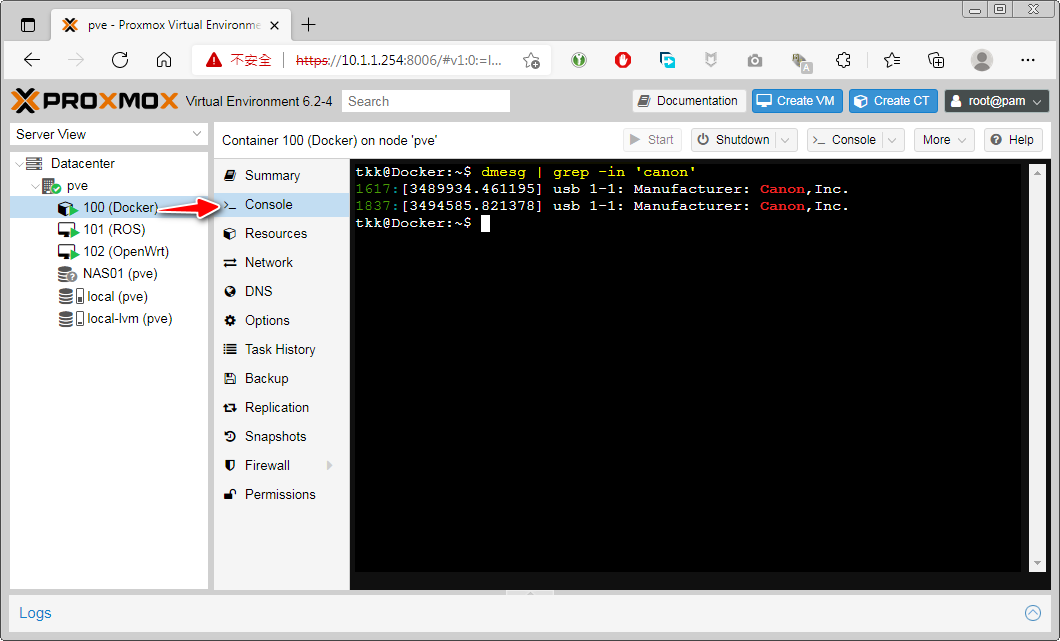 pve - Proxmox Virtual Environme
不安全
https://10.1.1.254:8006/#v1:0:=l...
PROXMOX Virtual Environment 6.2-4
Search
Documentation
Create VM
Create CT
root@pam
Server View
Container 100 (Docker) on node 'pve'
Start
Shutdown
Console
More
Help
Datacenter
pve
100 (Docker)
101 (ROS)
102 (OpenWrt)
NAS01 (pve)
local (pve)
local-lvm (pve)
Summary
Console
Resources
Network
DNS
Options
Task History
Backup
Replication
Snapshots
Firewall
Permissions
tkk@Docker:~$ dmesg | grep -in 'canon'
1617:[3489934.461195] usb 1-1: Manufacturer: Canon,Inc.
1837:[3494585.821378] usb 1-1: Manufacturer: Canon,Inc.
tkk@Docker:~$
Logs